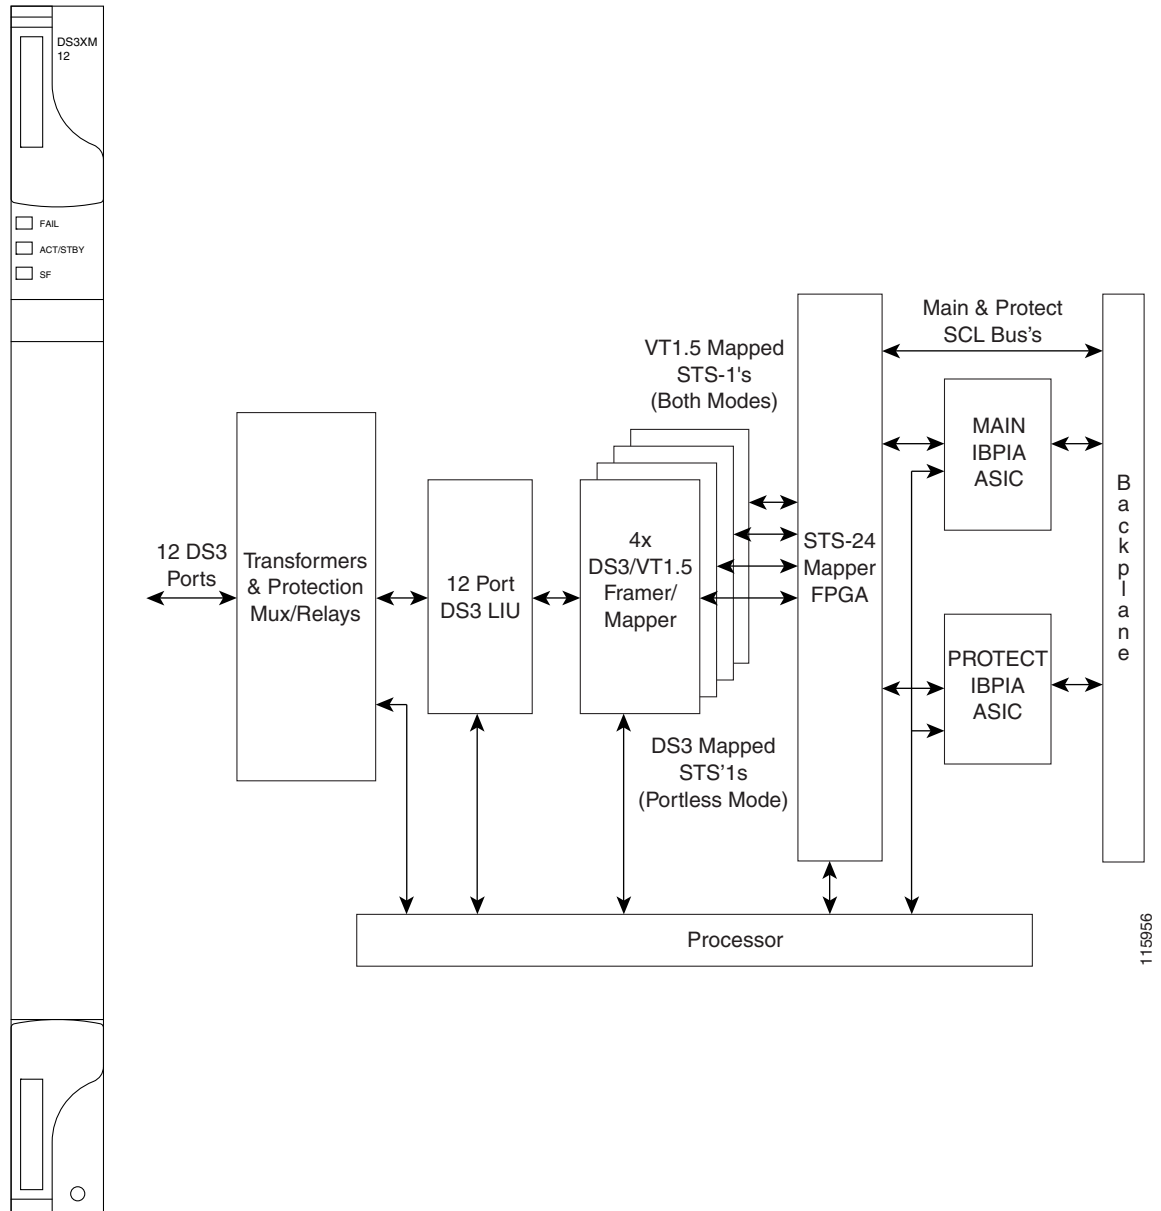 DS3XM
12
FAIL
ACT/STBY
SF
Main & Protect
SCL Bus's
VT1.5 Mapped
STS-1's
(Both Modes)
MAIN
IBPIA
ASIC
Backplane
12 DS3
Ports
Transformers
& Protection
Mux/Relays
12 Port
DS3 LIU
4x
DS3/VT1.5
Framer/
Mapper
STS-24
Mapper
FPGA
PROTECT
IBPIA
ASIC
DS3 Mapped
STS'1s
(Portless Mode)
Processor
115956